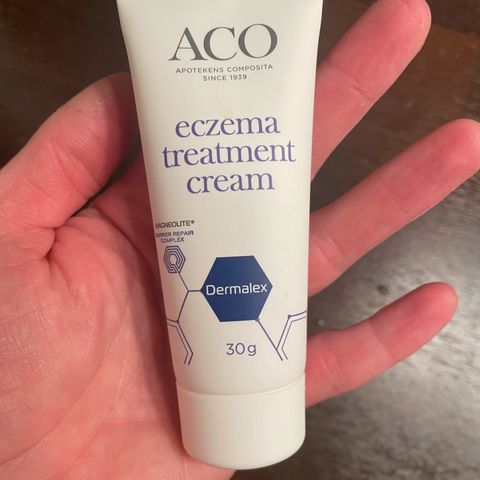 ACO
APOTEKENS COMPOSITA
SINCE 1939
eczema
treatment
cream
MAGNEOLITE®
BARRIER REPAIR
COMPLEX
Dermalex
30g